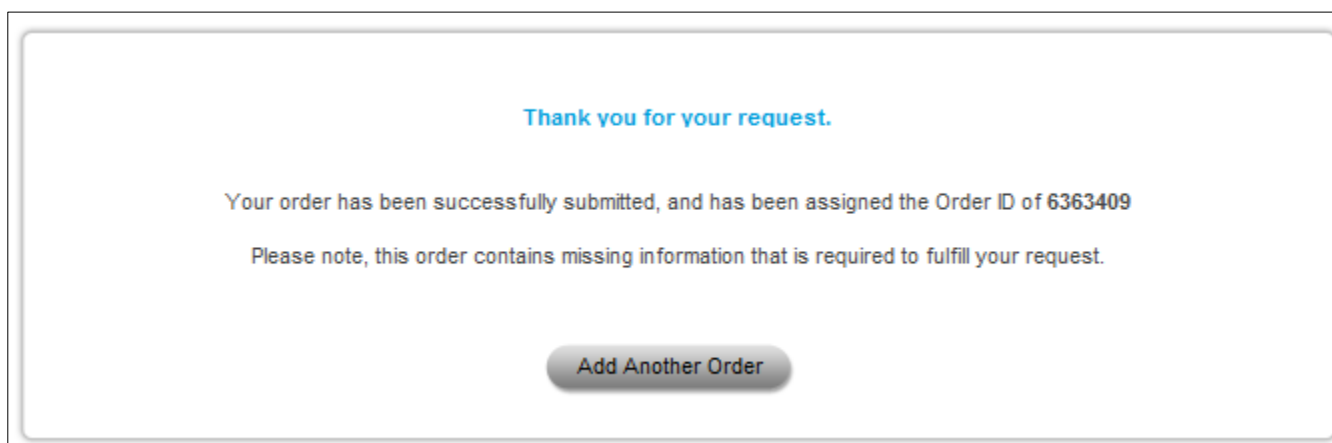 Thank you for your request.
Your order has been successfully submitted, and has been assigned the Order ID of 6363409
Please note, this order contains missing information that is required to fulfill your request.
Add Another Order